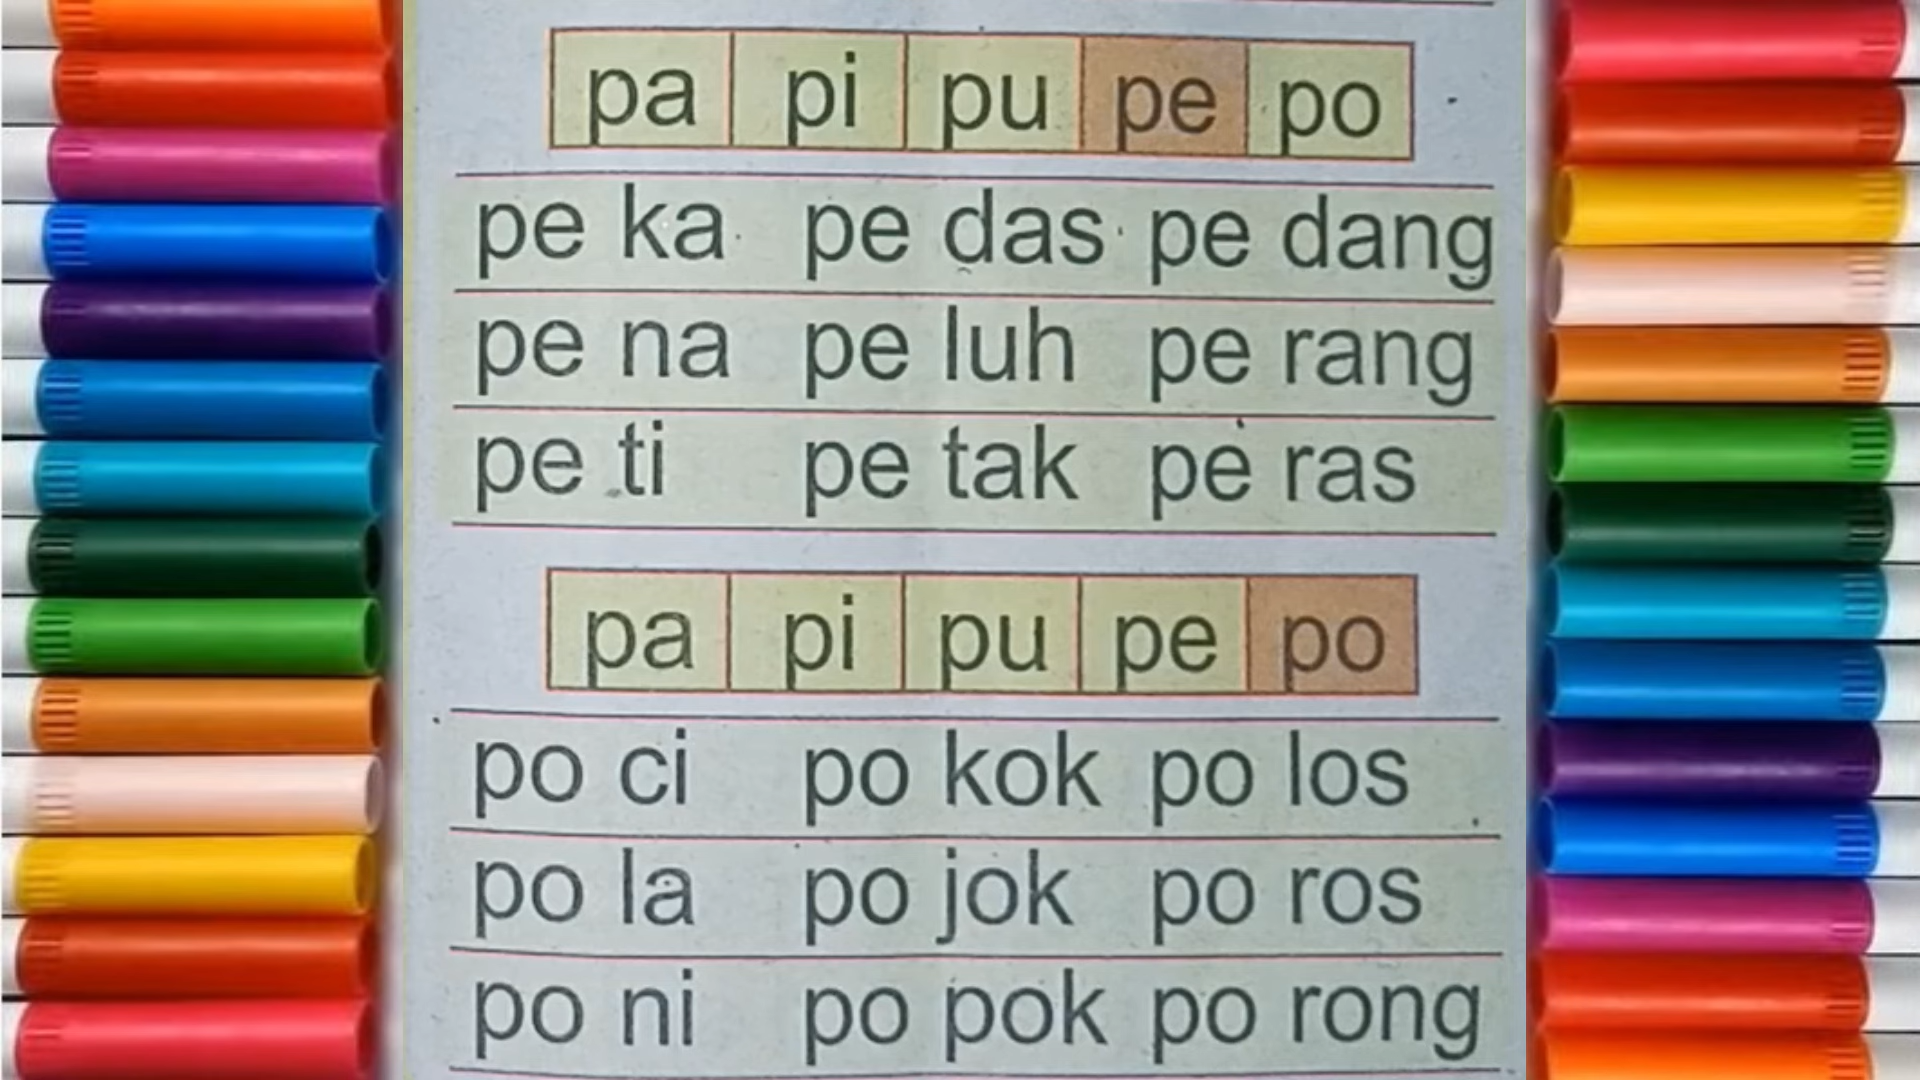 pa pi pu pe po
pe ka pe das pe dang
pe na pe luh pe rang
pe ti pe tak pe ras
pa pi pu pe po
po ci po kok po los
po la po jok po ros
po ni po pok po rong